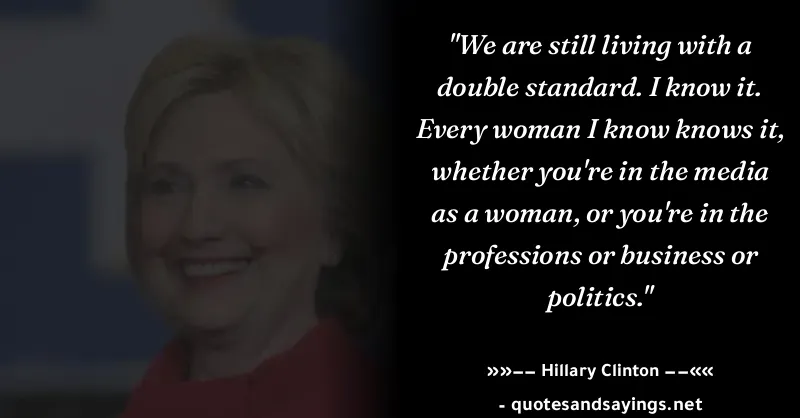 "We are still living with a
double standard. I know it.
Every woman I know knows it,
whether you're in the media
as a woman, or you're in the
professions or business or
politics."
»»−− Hillary Clinton −−««
- quotesandsayings.net